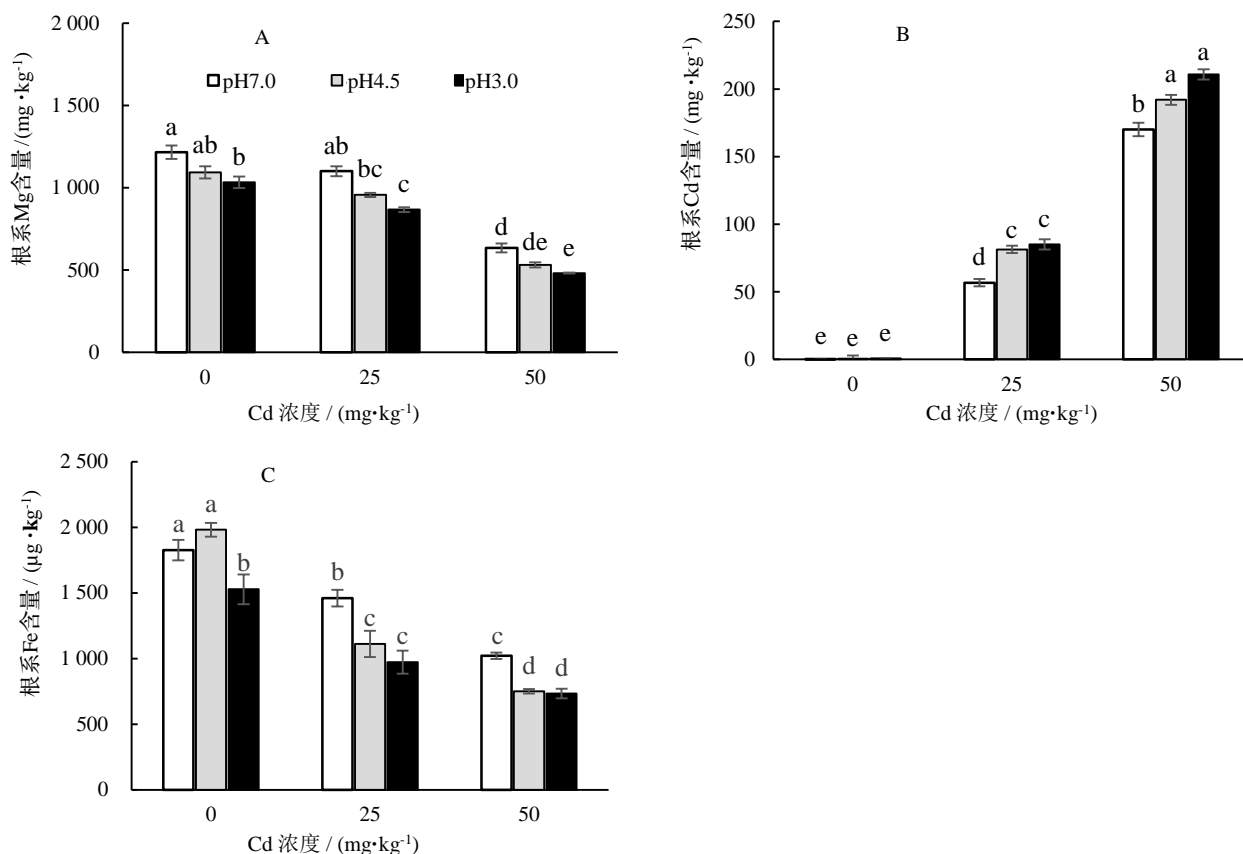 A
2 000
1 500
1 000
500
0
根系Mg含量 /(mg•kg-1)
pH7.0 pH4.5 pH3.0
a ab b ab bc c d de e
0 25 50
Cd 浓度 / (mg•kg-1)
B
250
200
150
100
50
0
根系Cd含量 / (mg •kg-1)
e e e d c c b a a
0 25 50
Cd 浓度 / (mg•kg-1)
C
2 500
2 000
1 500
1 000
500
0
根系Fe含量 / (μg •kg-1)
a a b b c c c d d
0 25 50
Cd 浓度 / (mg•kg-1)